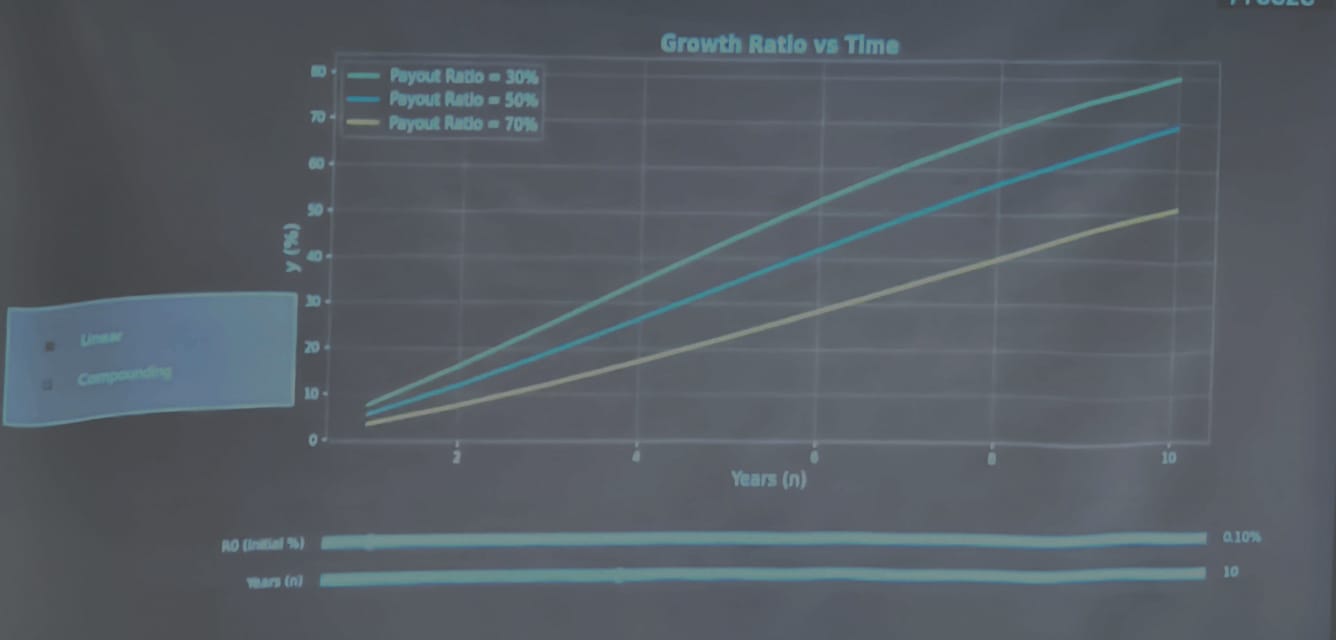 Growth Ratio vs Time
Payout Ratio = 30%
Payout Ratio = 50%
Payout Ratio = 70%
80
70
60
50
40
30
20
10
0
y (%)
2
4
6
8
10
Years (n)
Linear
Compounding
R0 (Initial %)
0.10%
Years (n)
10